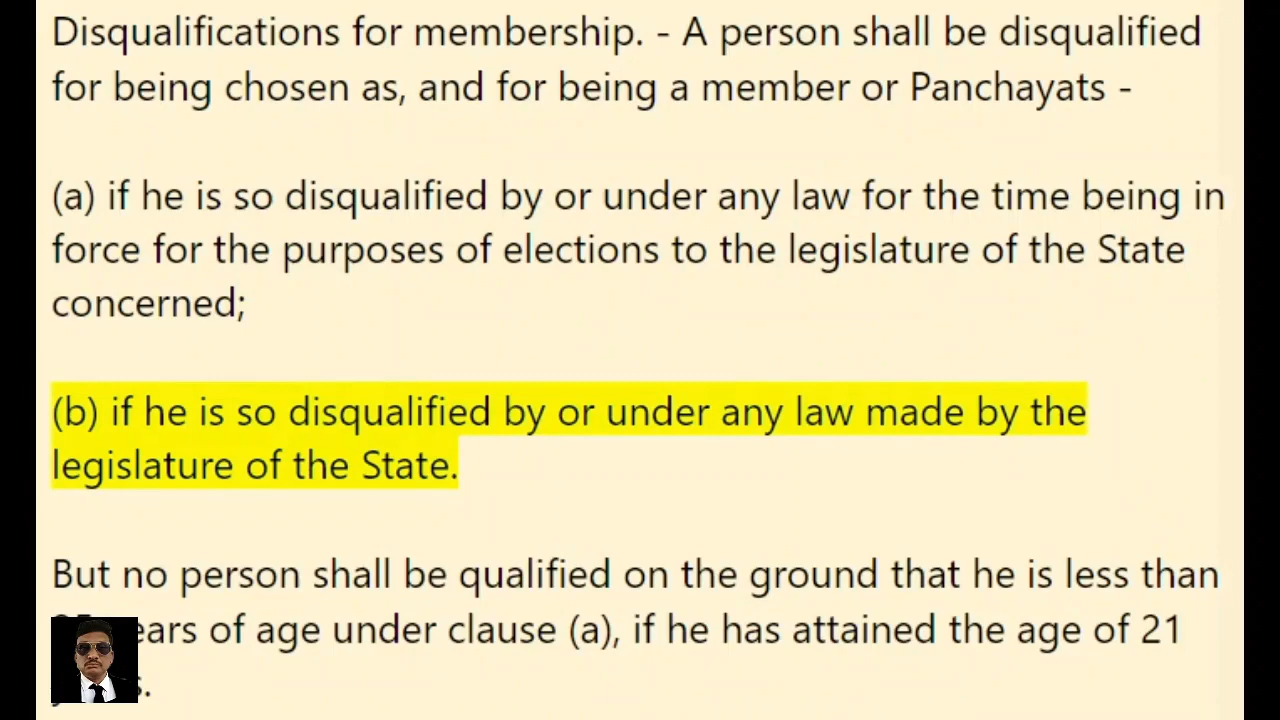 Disqualifications for membership. - A person shall be disqualified
for being chosen as, and for being a member or Panchayats -
(a) if he is so disqualified by or under any law for the time being in
force for the purposes of elections to the legislature of the State
concerned;
(b) if he is so disqualified by or under any law made by the
legislature of the State.
But no person shall be qualified on the ground that he is less than
of age under clause (a), if he has attained the age of 21